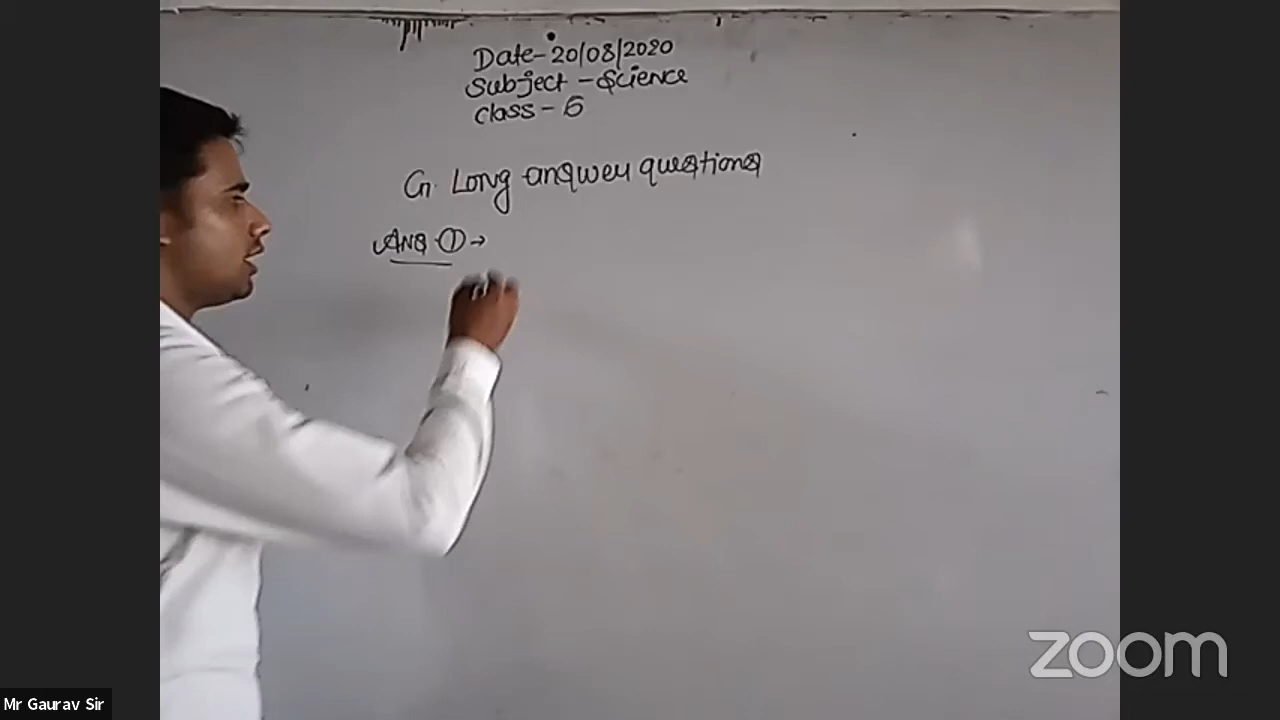 Date-20/08/2020
Subject - Science
Class - 6
G. Long answer questions
Ans ① →
zoom
Mr Gaurav Sir